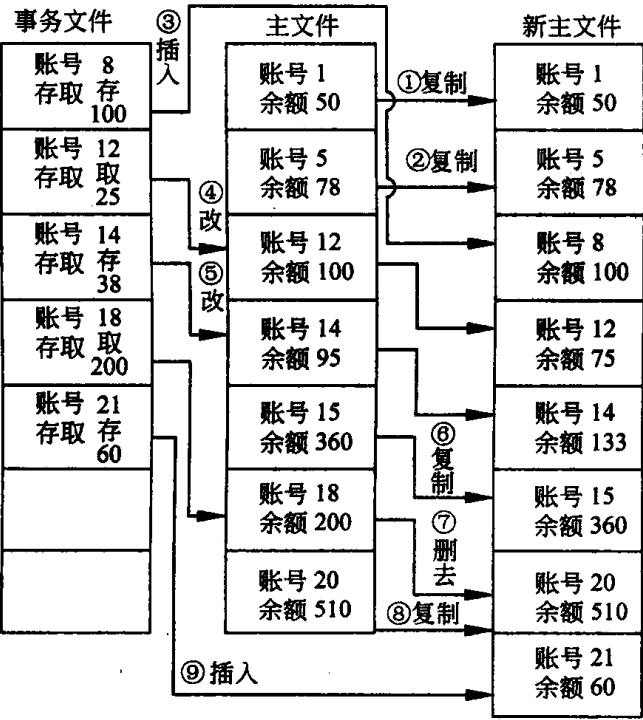 事务文件
账号 8
存取 存
100
账号 12
存取 取
25
账号 14
存取 存
38
账号 18
存取 取
200
账号 21
存取 存
60
③
插
入
④
改
⑤
改
主文件
账号 1
余额 50
账号 5
余额 78
账号 12
余额 100
账号 14
余额 95
账号 15
余额 360
账号 18
余额 200
账号 20
余额 510
①复制
②复制
⑥
复
制
⑦
删
去
⑧复制
⑨插入
新主文件
账号 1
余额 50
账号 5
余额 78
账号 8
余额 100
账号 12
余额 75
账号 14
余额 133
账号 15
余额 360
账号 20
余额 510
账号 21
余额 60